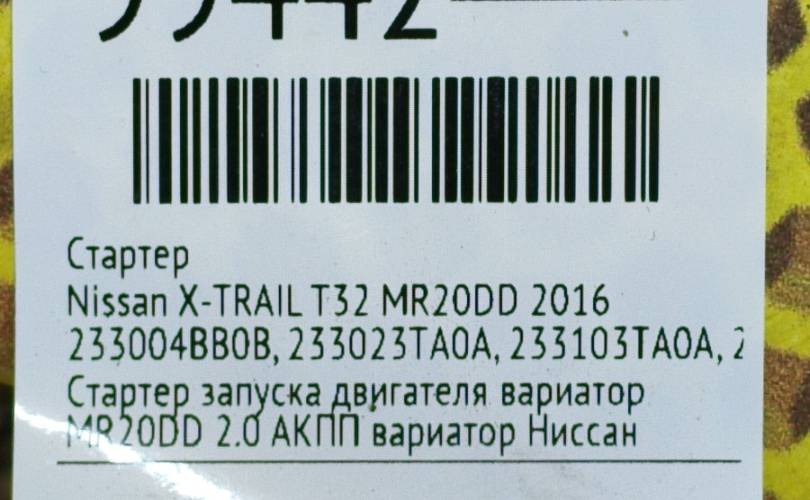 Стартер
Nissan X-TRAIL T32 MR20DD 2016
233004BB0B, 233023TA0A, 233103TA0A, 2
Стартер запуска двигателя вариатор
MR20DD 2.0 АКПП вариатор Ниссан